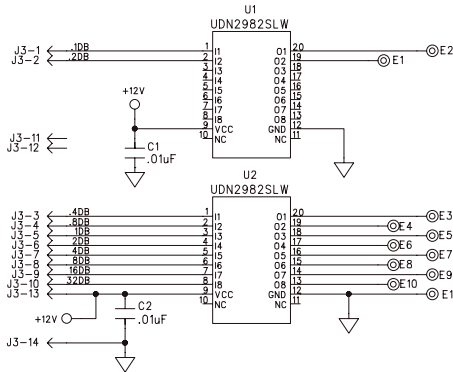 U1
UDN2982SLW
J3-1 .1DB 1 I1 O1 20 E2
J3-2 .2DB 2 I2 O2 19 E1
3 I3 O3 18
4 I4 O4 17
5 I5 O5 16
6 I6 O6 15
7 I7 O7 14
8 I8 O8 13
+12V
9 VCC GND 12
10 NC NC 11
J3-11
J3-12
C1
.01uF
U2
UDN2982SLW
J3-3 .4DB 1 I1 O1 20 E3
J3-4 .8DB 2 I2 O2 19 E4
J3-5 1DB 3 I3 O3 18 E5
J3-6 2DB 4 I4 O4 17 E6
J3-7 4DB 5 I5 O5 16 E7
J3-8 8DB 6 I6 O6 15 E8
J3-9 16DB 7 I7 O7 14 E9
J3-10 32DB 8 I8 O8 13 E10
J3-13 9 VCC GND 12 E1
10 NC NC 11
+12V
C2
.01uF
J3-14